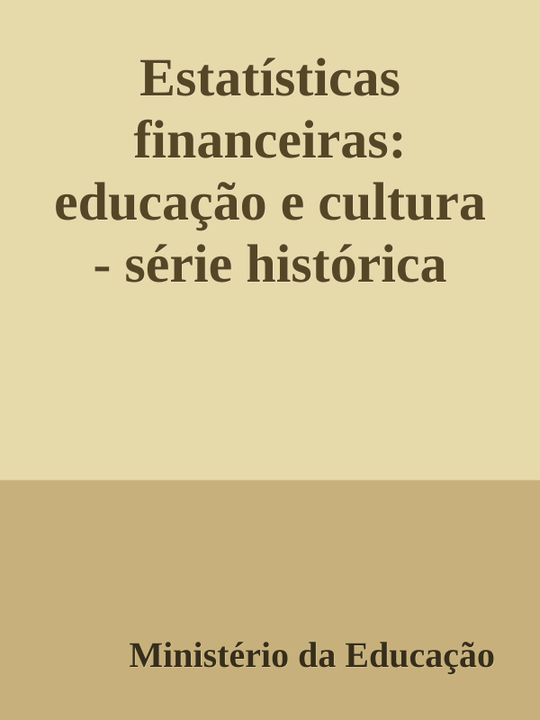 Estatísticas
financeiras:
educação e cultura
- série histórica
Ministério da Educação